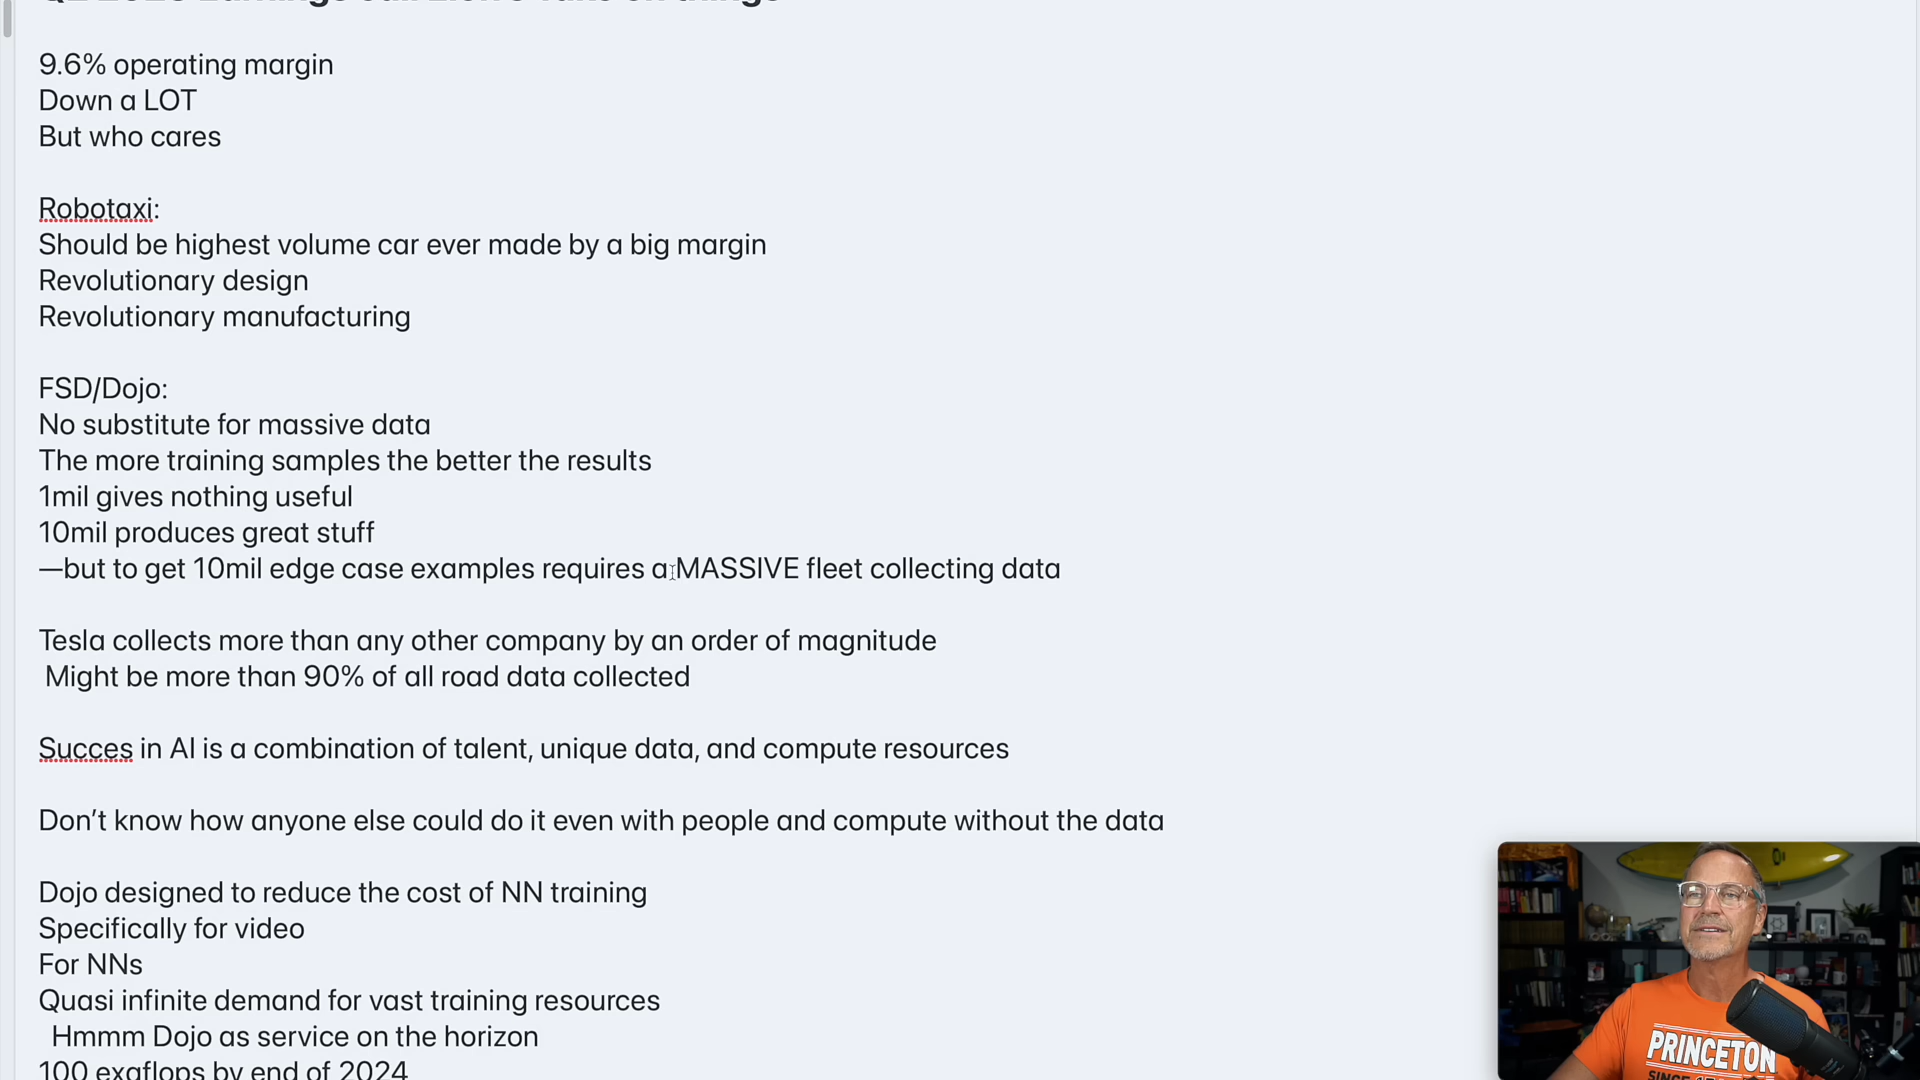 9.6% operating margin
Down a LOT
But who cares
Robotaxi:
Should be highest volume car ever made by a big margin
Revolutionary design
Revolutionary manufacturing
FSD/Dojo:
No substitute for massive data
The more training samples the better the results
1mil gives nothing useful
10mil produces great stuff
—but to get 10mil edge case examples requires a MASSIVE fleet collecting data
Tesla collects more than any other company by an order of magnitude
Might be more than 90% of all road data collected
Succes in AI is a combination of talent, unique data, and compute resources
Don’t know how anyone else could do it even with people and compute without the data
Dojo designed to reduce the cost of NN training
Specifically for video
For NNs
Quasi infinite demand for vast training resources
Hmmm Dojo as service on the horizon
100 exaflops by end of 2024
PRINCETON
SINCE